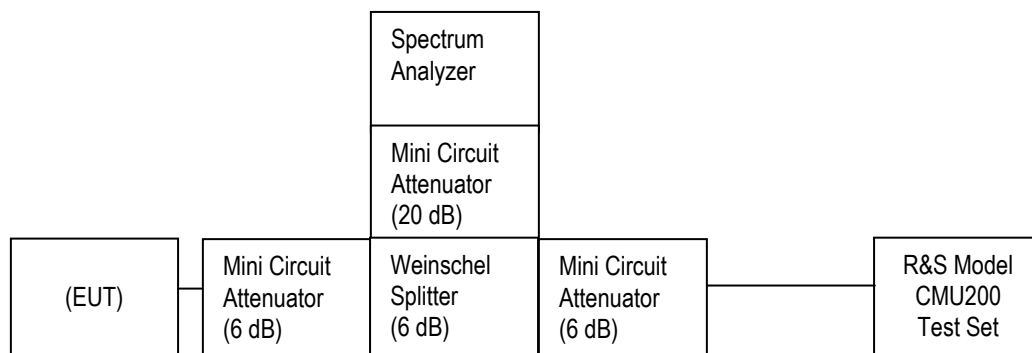 Spectrum
Analyzer
Mini Circuit
Attenuator
(20 dB)
(EUT)
Mini Circuit
Attenuator
(6 dB)
Weinschel
Splitter
(6 dB)
Mini Circuit
Attenuator
(6 dB)
R&S Model
CMU200
Test Set